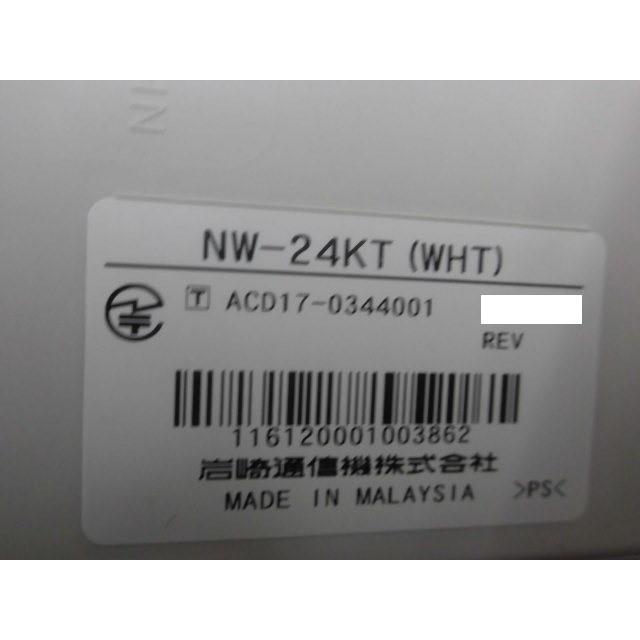 NW-24KT (WHT)
T ACD17-0344001
REV
116120001003862
岩崎通信機株式会社
MADE IN MALAYSIA >PS<